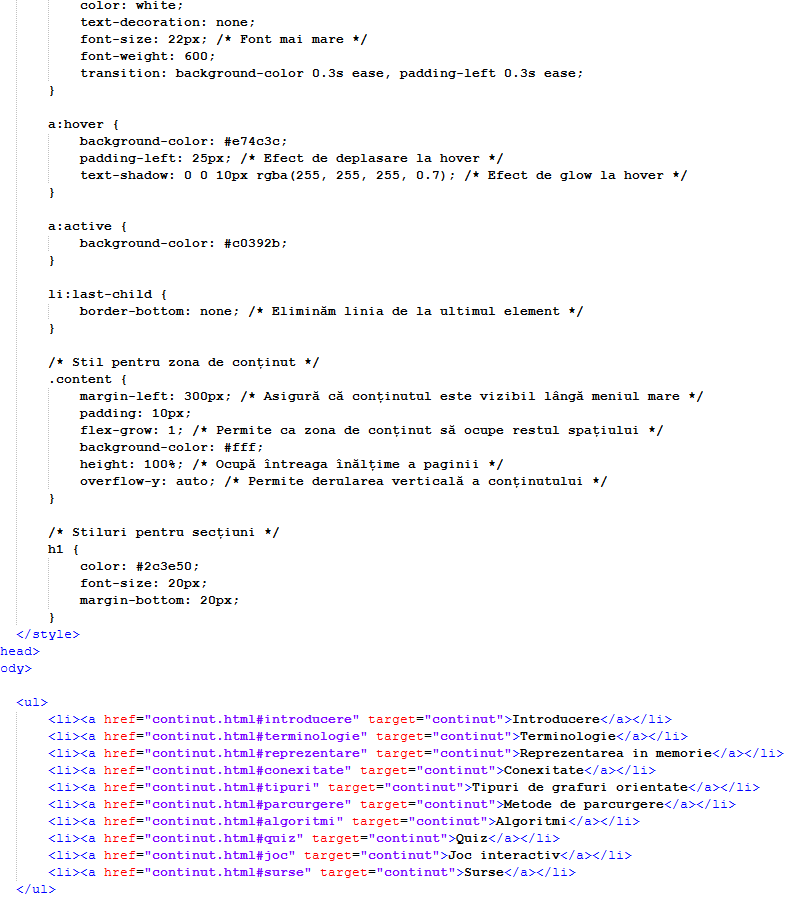 color: white;
text-decoration: none;
font-size: 22px; /* Font mai mare */
font-weight: 600;
transition: background-color 0.3s ease, padding-left 0.3s ease;
}
a:hover {
background-color: #e74c3c;
padding-left: 25px; /* Efect de deplasare la hover */
text-shadow: 0 0 10px rgba(255, 255, 255, 0.7); /* Efect de glow la hover */
}
a:active {
background-color: #c0392b;
}
li:last-child {
border-bottom: none; /* Eliminăm linia de la ultimul element */
}
/* Stil pentru zona de conținut */
.content {
margin-left: 300px; /* Asigură că conținutul este vizibil lângă meniul mare */
padding: 10px;
flex-grow: 1; /* Permite ca zona de conținut să ocupe restul spațiului */
background-color: #fff;
height: 100%; /* Ocupă întreaga înălțime a paginii */
overflow-y: auto; /* Permite derularea verticală a conținutului */
}
/* Stiluri pentru secțiuni */
h1 {
color: #2c3e50;
font-size: 20px;
margin-bottom: 20px;
}
</style>
head>
ody>
<ul>
<li><a href="continut.html#introducere" target="continut">Introducere</a></li>
<li><a href="continut.html#terminologie" target="continut">Terminologie</a></li>
<li><a href="continut.html#reprezentare" target="continut">Reprezentarea in memorie</a></li>
<li><a href="continut.html#conexitate" target="continut">Conexitate</a></li>
<li><a href="continut.html#tipuri" target="continut">Tipuri de grafuri orientate</a></li>
<li><a href="continut.html#parcurgere" target="continut">Metode de parcurgere</a></li>
<li><a href="continut.html#algoritmi" target="continut">Algoritmi</a></li>
<li><a href="continut.html#quiz" target="continut">Quiz</a></li>
<li><a href="continut.html#joc" target="continut">Joc interactiv</a></li>
<li><a href="continut.html#surse" target="continut">Surse</a></li>
</ul>